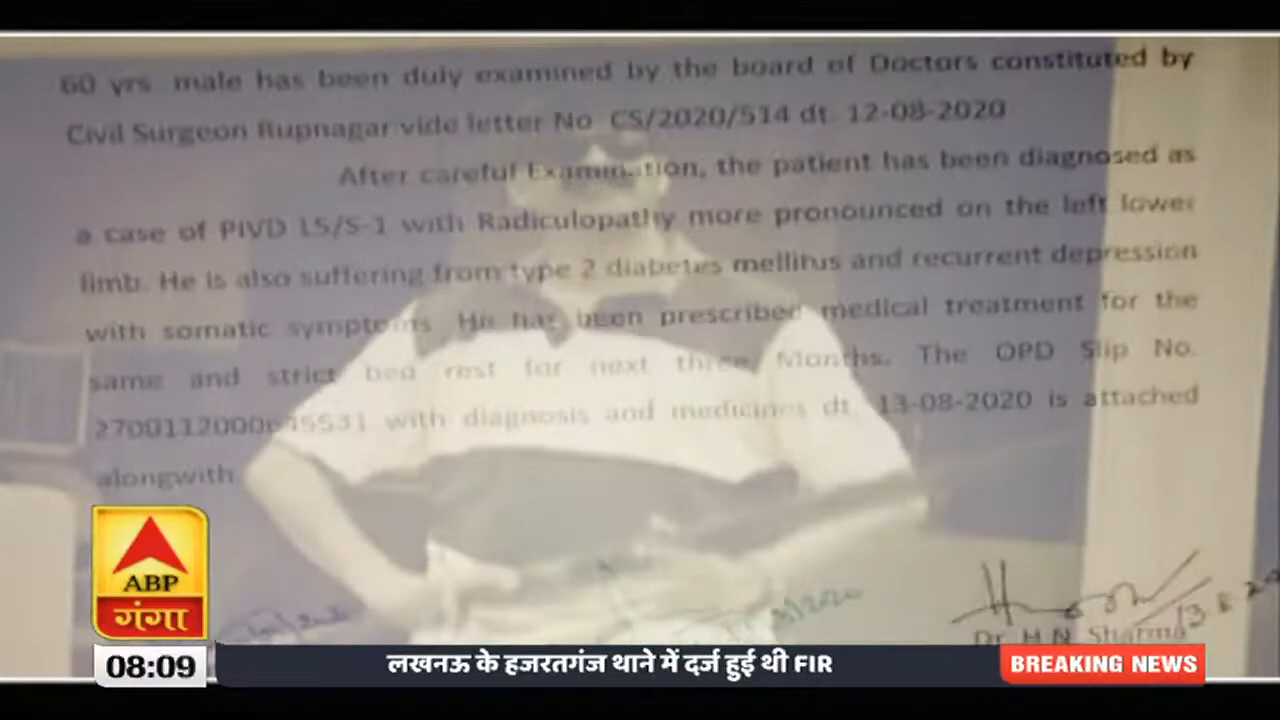 60 yrs. male has been duly examined by the board of Doctors constituted by
Civil Surgeon Rupnagar vide letter No CS/2020/514 dt. 12-08-2020
After careful Examination, the patient has been diagnosed as
a case of PIVD L5/S-1 with Radiculopathy more pronounced on the left lower
limb. He is also suffering from type 2 diabetes mellitus and recurrent depression
with somatic symptoms. He has been prescribed medical treatment for the
same and strict bed rest for next three Months. The OPD Slip No.
with diagnosis and medicines dt. 13-08-2020 is attached
alongwith
Dr. H.N. Sharma
ABP
गंगा
08:09
लखनऊ के हजरतगंज थाने में दर्ज हुई थी FIR
BREAKING NEWS